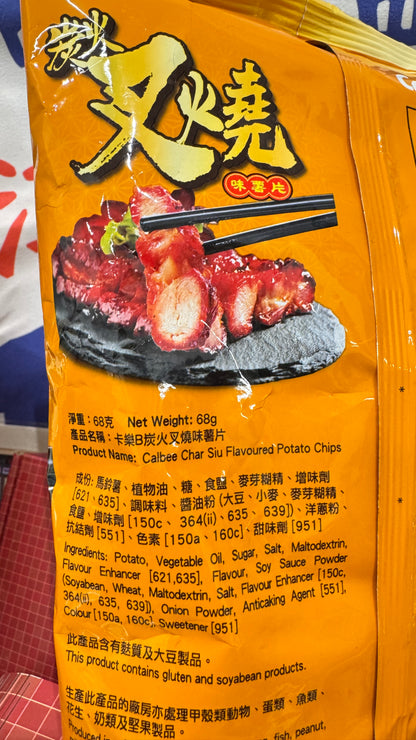 炭火
叉燒
味薯片
淨重：68克 Net Weight: 68g
產品名稱：卡樂B炭火叉燒味薯片
Product Name: Calbee Char Siu Flavoured Potato Chips
成份: 馬鈴薯、植物油、糖、食鹽、麥芽糊精、增味劑
[621、635]、調味料、醬油粉 (大豆、小麥、麥芽糊精、
食鹽、增味劑 [150c、364(ii)、635、639])、洋蔥粉、
抗結劑 [551]、色素 [150a、160c]、甜味劑 [951]
Ingredients: Potato, Vegetable Oil, Sugar, Salt, Maltodextrin,
Flavour Enhancer [621,635], Flavour, Soy Sauce Powder
(Soyabean, Wheat, Maltodextrin, Salt, Flavour Enhancer [150c,
364(ii), 635, 639]), Onion Powder, Anticaking Agent [551],
Colour [150a, 160c], Sweetener [951]
此產品含有麩質及大豆製品。
This product contains gluten and soyabean products.
生產此產品的廠房亦處理甲殼類動物、蛋類、魚類、
花生、奶類及堅果製品。
Produced in fish, peanut,